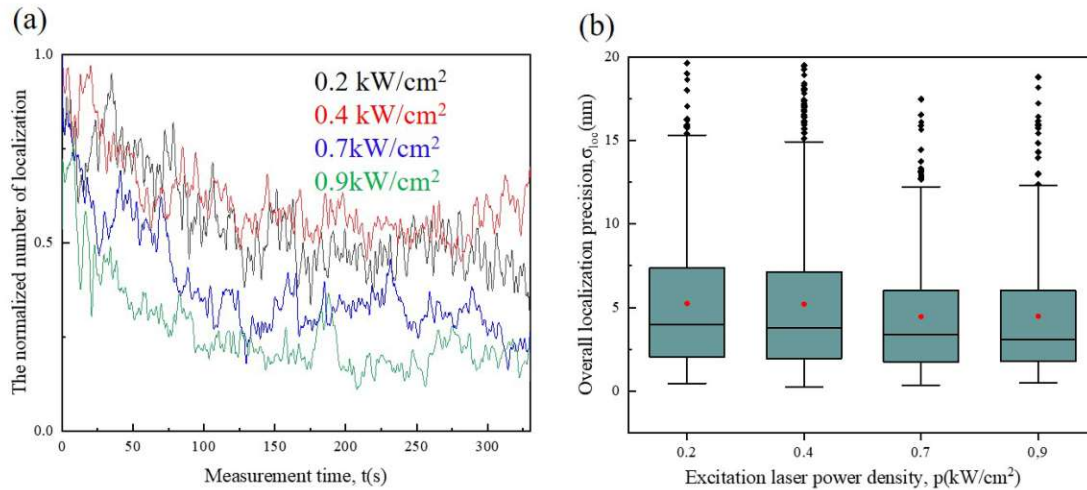 (a)
1.0
0.5
0.0
The normalized number of localization
0.2 kW/cm²
0.4 kW/cm²
0.7kW/cm²
0.9kW/cm²
0 50 100 150 200 250 300
Measurement time, t(s)
(b)
20
15
10
5
0
Overall localization precision,σloc (nm)
0.2 0.4 0.7 0.9
Excitation laser power density, p(kW/cm²)